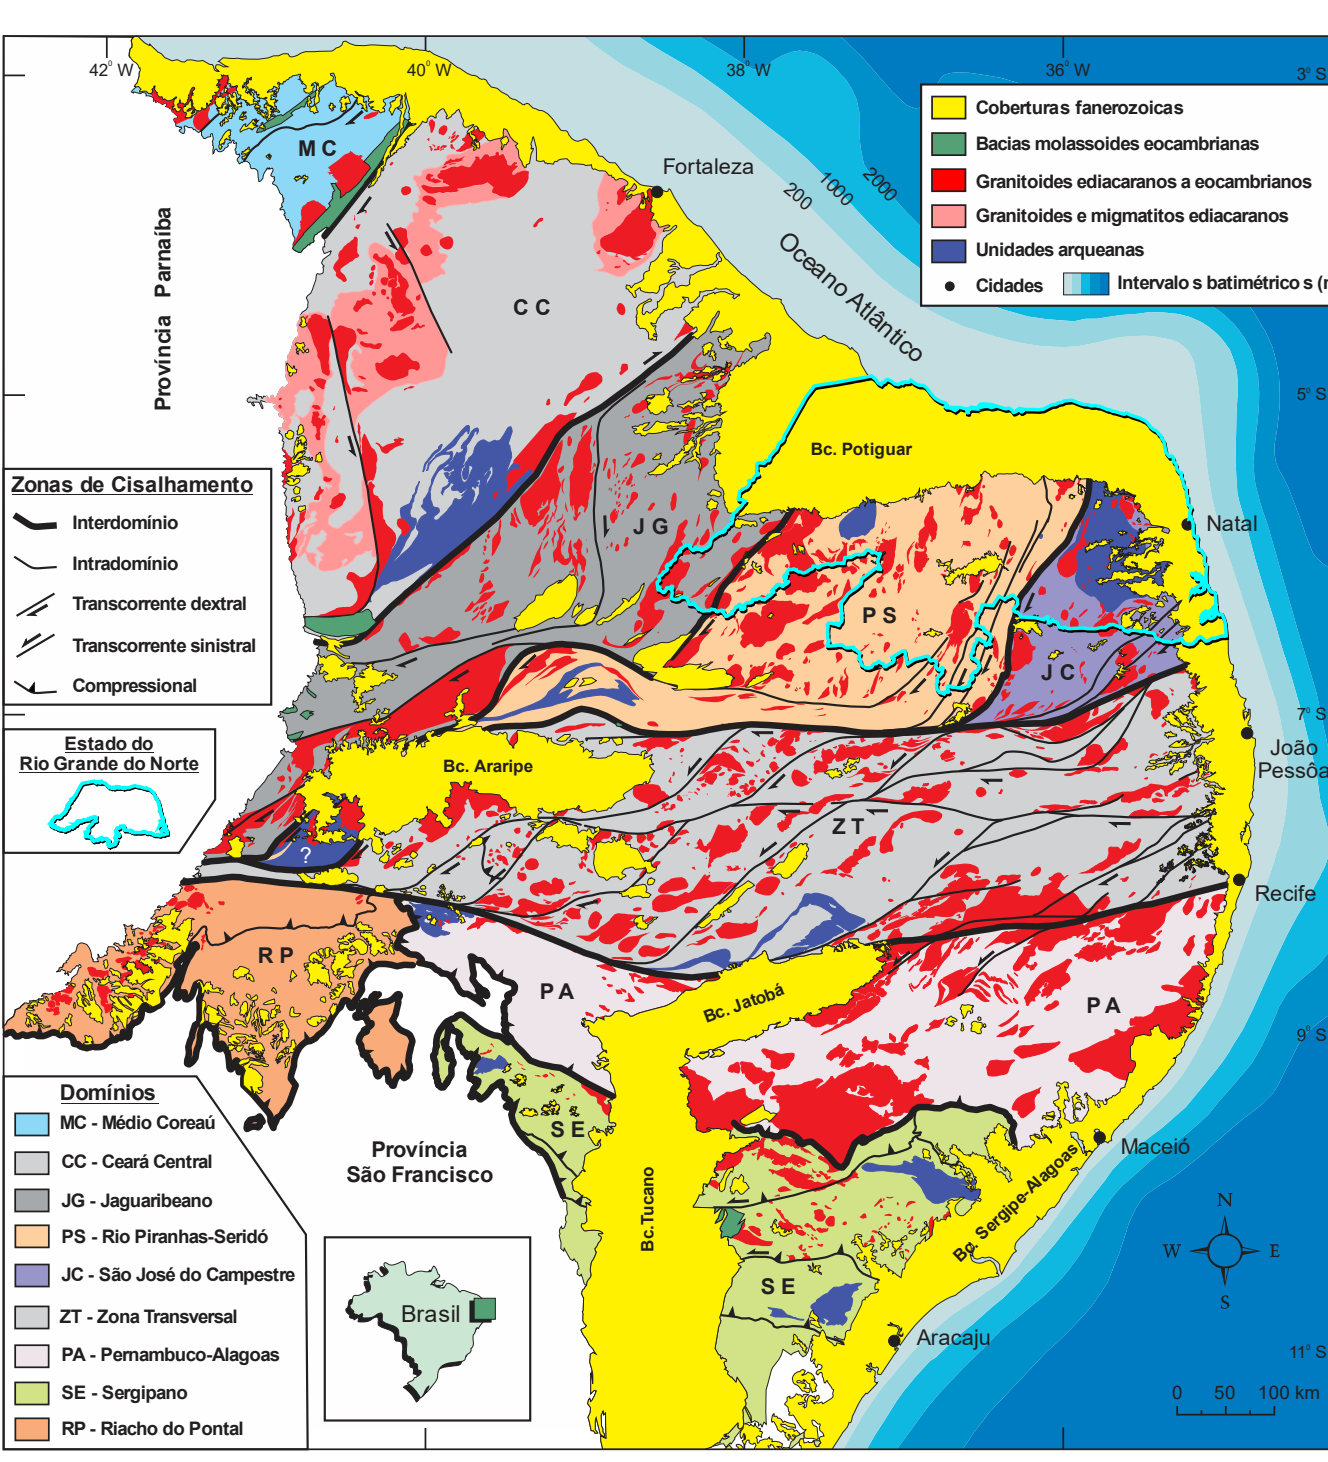 42° W
40° W
38° W
36° W
3° S
5° S
7° S
9° S
11° S
Coberturas fanerozoicas
Bacias molassoides eocambrianas
Granitoides ediacaranos a eocambrianos
Granitoides e migmatitos ediacaranos
Unidades arqueanas
Cidades
Intervalos batimétricos (
M C
Fortaleza
200
1000
2000
Oceano Atlântico
Província Parnaíba
C C
Bc. Potiguar
Natal
J G
P S
J C
Zonas de Cisalhamento
Interdomínio
Intradomínio
Transcorrente dextral
Transcorrente sinistral
Compressional
Estado do
Rio Grande do Norte
Bc. Araripe
João
Pessôa
Z T
?
Recife
R P
P A
Bc. Jatobá
P A
Domínios
MC - Médio Coreaú
CC - Ceará Central
JG - Jaguaribeano
PS - Rio Piranhas-Seridó
JC - São José do Campestre
ZT - Zona Transversal
PA - Pernambuco-Alagoas
SE - Sergipano
RP - Riacho do Pontal
Província
São Francisco
S E
Bc.Tucano
Maceió
Bc. Sergipe-Alagoas
S E
Aracaju
Brasil
N
W
E
S
0 50 100 km